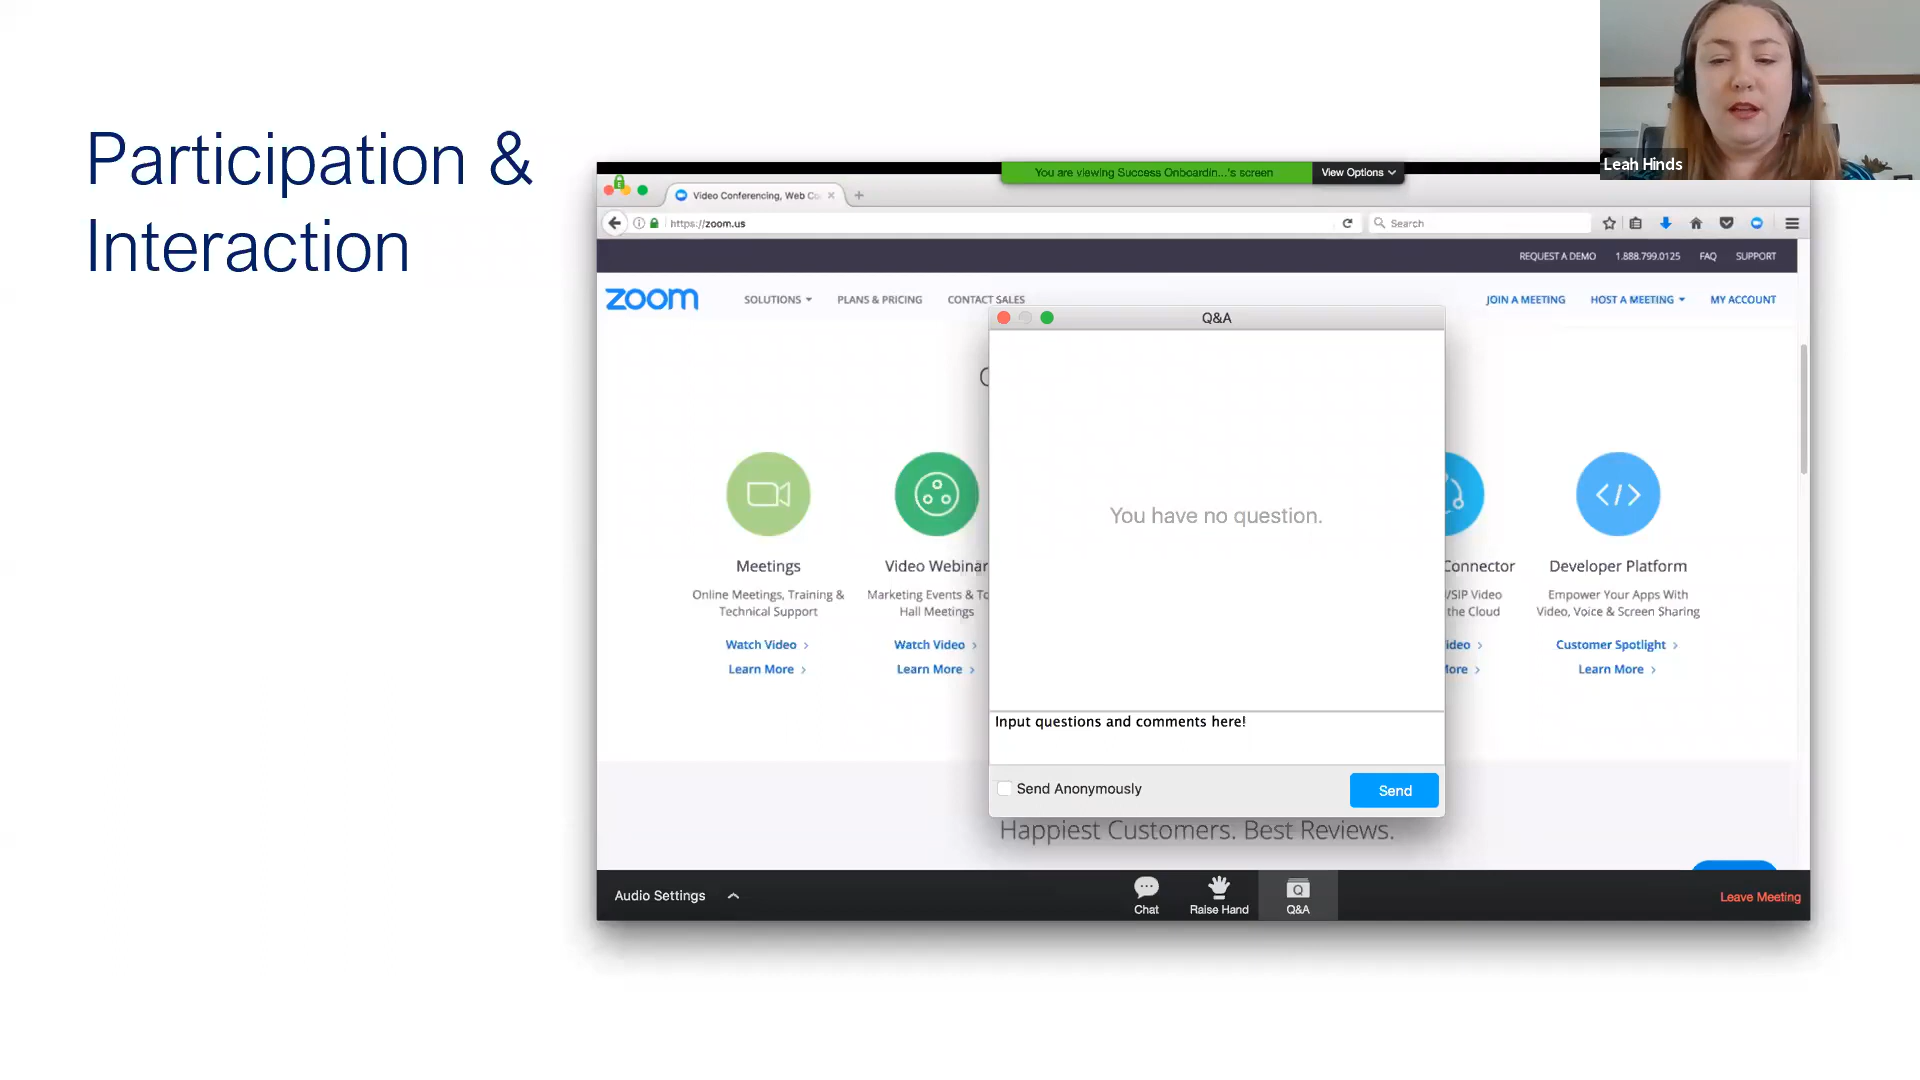 Participation &
Interaction
Leah Hinds
You are viewing Success Onboardin...'s screen
View Options
Video Conferencing, Web Co
https://zoom.us
Search
REQUEST A DEMO
1.888.799.0125
FAQ
SUPPORT
zoom
SOLUTIONS
PLANS & PRICING
CONTACT SALES
JOIN A MEETING
HOST A MEETING
MY ACCOUNT
Q&A
You have no question.
Meetings
Online Meetings, Training &
Technical Support
Watch Video
Learn More
Video Webinar
Marketing Events & To
Hall Meetings
Watch Video
Learn More
Connector
/SIP Video
the Cloud
ideo
More
Developer Platform
Empower Your Apps With
Video, Voice & Screen Sharing
Customer Spotlight
Learn More
Input questions and comments here!
Send Anonymously
Send
Happiest Customers. Best Reviews.
Audio Settings
Chat
Raise Hand
Q&A
Leave Meeting